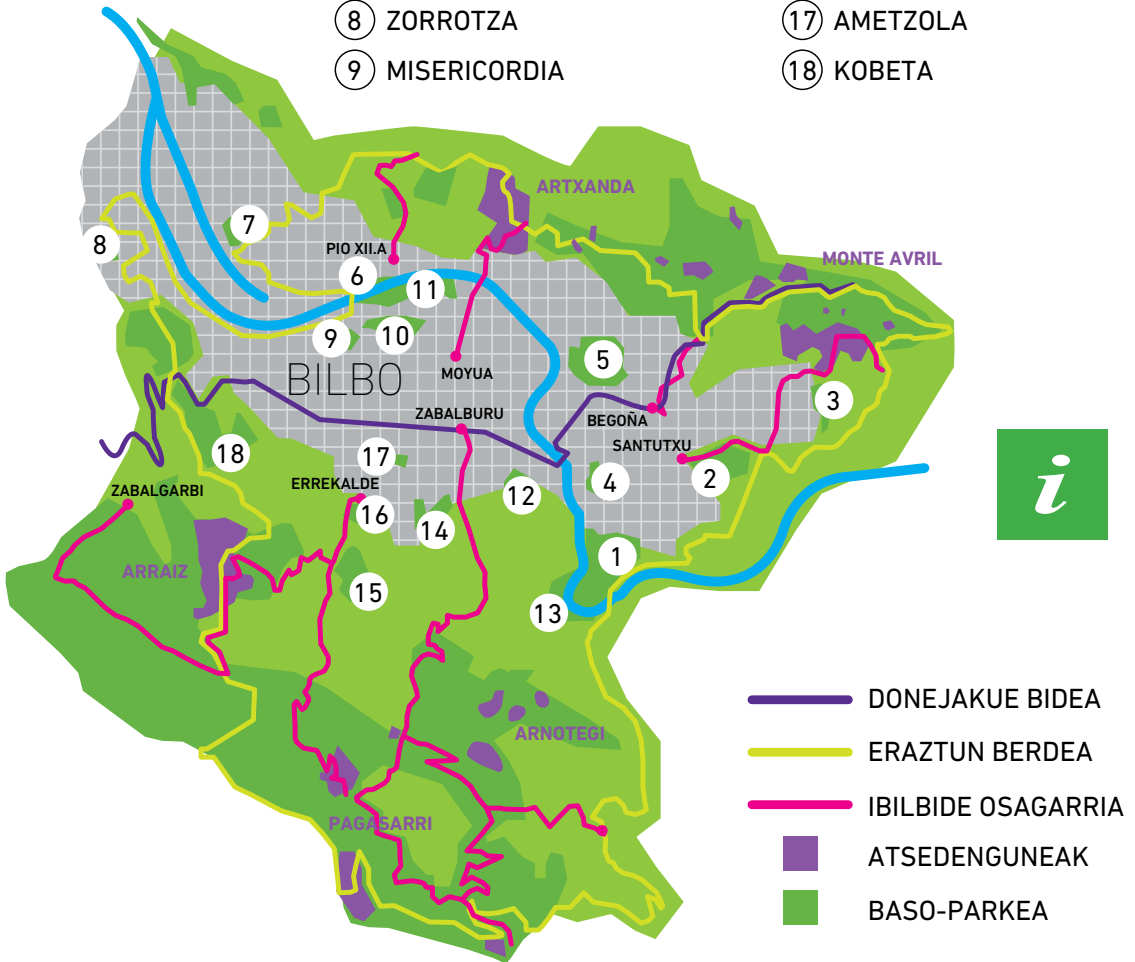 8 ZORROTZA
9 MISERICORDIA
17 AMETZOLA
18 KOBETA
ARTXANDA
7
8
PIO XII.A
MONTE AVRIL
6
11
9
10
5
BILBO
MOYUA
3
ZABALBURU
BEGOÑA
SANTUTXU
18
17
2
ERREKALDE
4
ZABALGARBI
12
16
14
i
1
ARRAIZ
15
13
ARNOTEGI
PAGASARRI
DONEJAKUE BIDEA
ERAZTUN BERDEA
IBILBIDE OSAGARRIA
ATSEDENGUNEAK
BASO-PARKEA